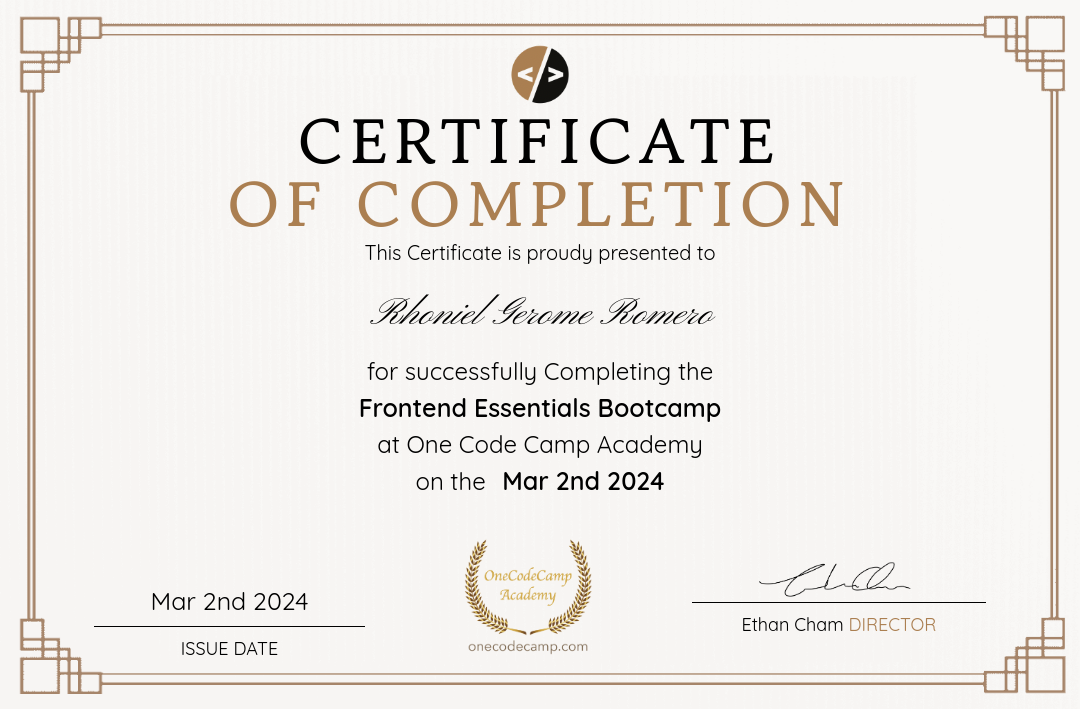 </>
CERTIFICATE
OF COMPLETION
This Certificate is proudy presented to
Rhoniel Gerome Romero
for successfully Completing the
Frontend Essentials Bootcamp
at One Code Camp Academy
on the Mar 2nd 2024
OneCodeCamp
Academy
onecodecamp.com
Mar 2nd 2024
ISSUE DATE
Ethan Cham DIRECTOR